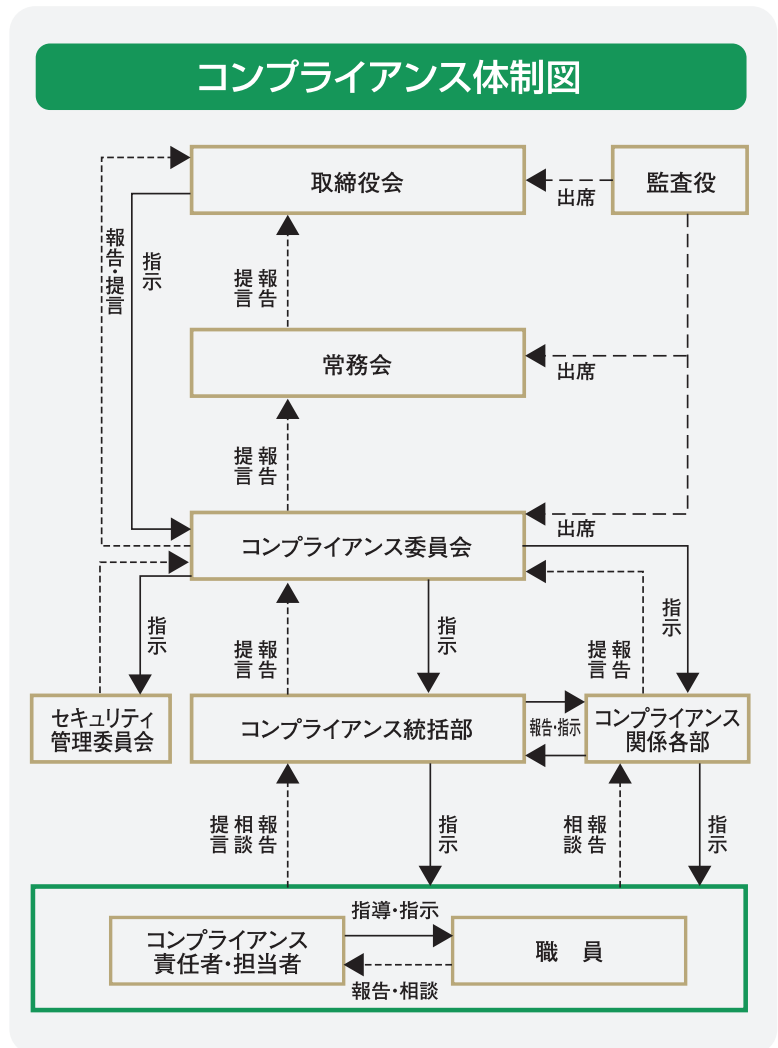 コンプライアンス体制図
取締役会
監査役
出席
報告・提言
指示
報告
提言
常務会
出席
報告
提言
出席
コンプライアンス委員会
指示
報告
提言
指示
報告
提言
指示
セキュリティ
管理委員会
コンプライアンス統括部
報告・指示
コンプライアンス
関係各部
報告
相談
提言
指示
報告
相談
指示
指導・指示
コンプライアンス
責任者・担当者
職　員
報告・相談